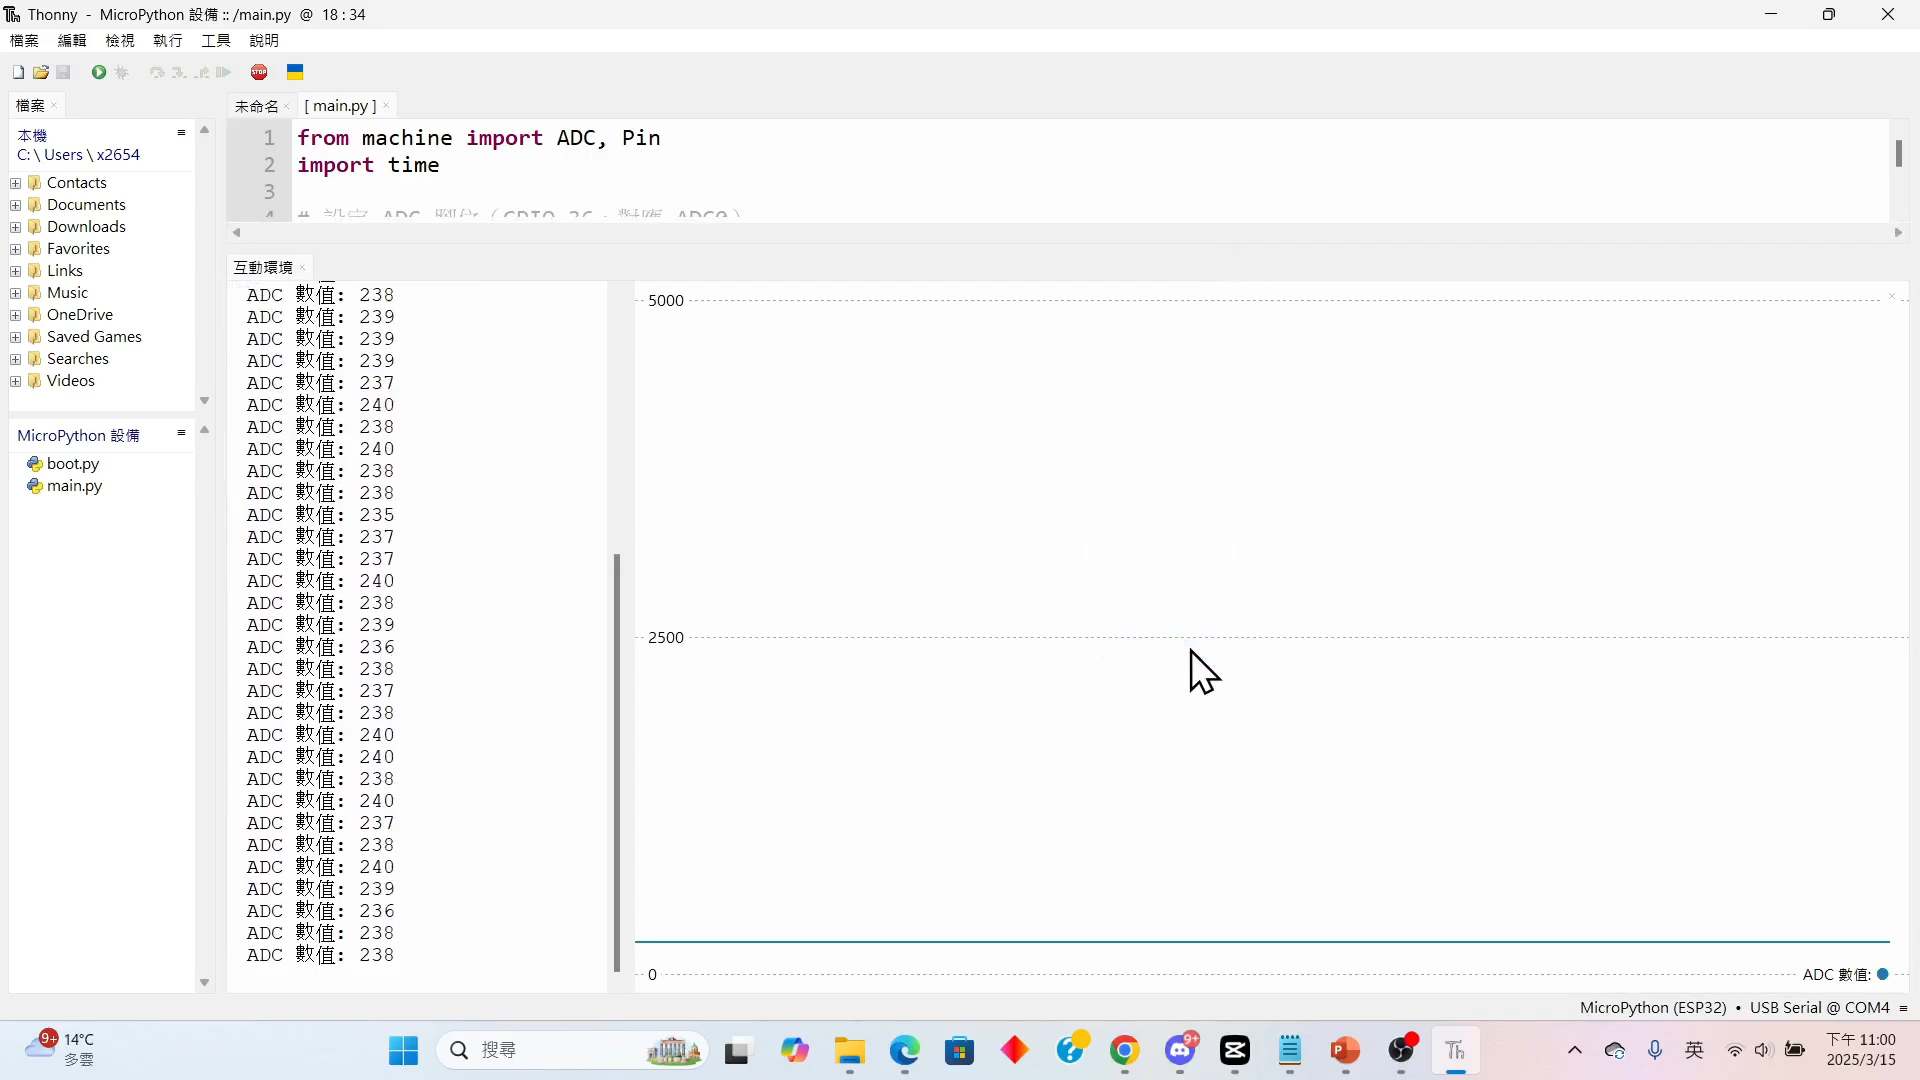 Thonny - MicroPython 設備 :: /main.py @ 18 : 34
檔案 編輯 檢視 執行 工具 說明
STOP
檔案
本機
C: \ Users \ x2654
Contacts
Documents
Downloads
Favorites
Links
Music
OneDrive
Saved Games
Searches
Videos
MicroPython 設備
boot.py
main.py
未命名 [ main.py ]
1 from machine import ADC, Pin
2 import time
3
互動環境
ADC 數值: 238
ADC 數值: 239
ADC 數值: 239
ADC 數值: 239
ADC 數值: 237
ADC 數值: 240
ADC 數值: 238
ADC 數值: 240
ADC 數值: 238
ADC 數值: 238
ADC 數值: 235
ADC 數值: 237
ADC 數值: 237
ADC 數值: 240
ADC 數值: 238
ADC 數值: 239
ADC 數值: 236
ADC 數值: 238
ADC 數值: 237
ADC 數值: 238
ADC 數值: 240
ADC 數值: 240
ADC 數值: 238
ADC 數值: 240
ADC 數值: 237
ADC 數值: 238
ADC 數值: 240
ADC 數值: 239
ADC 數值: 236
ADC 數值: 238
ADC 數值: 238
5000
2500
0
ADC 數值:
MicroPython (ESP32) • USB Serial @ COM4
9+
14°C
多雲
搜尋
9+
英
下午 11:00
2025/3/15